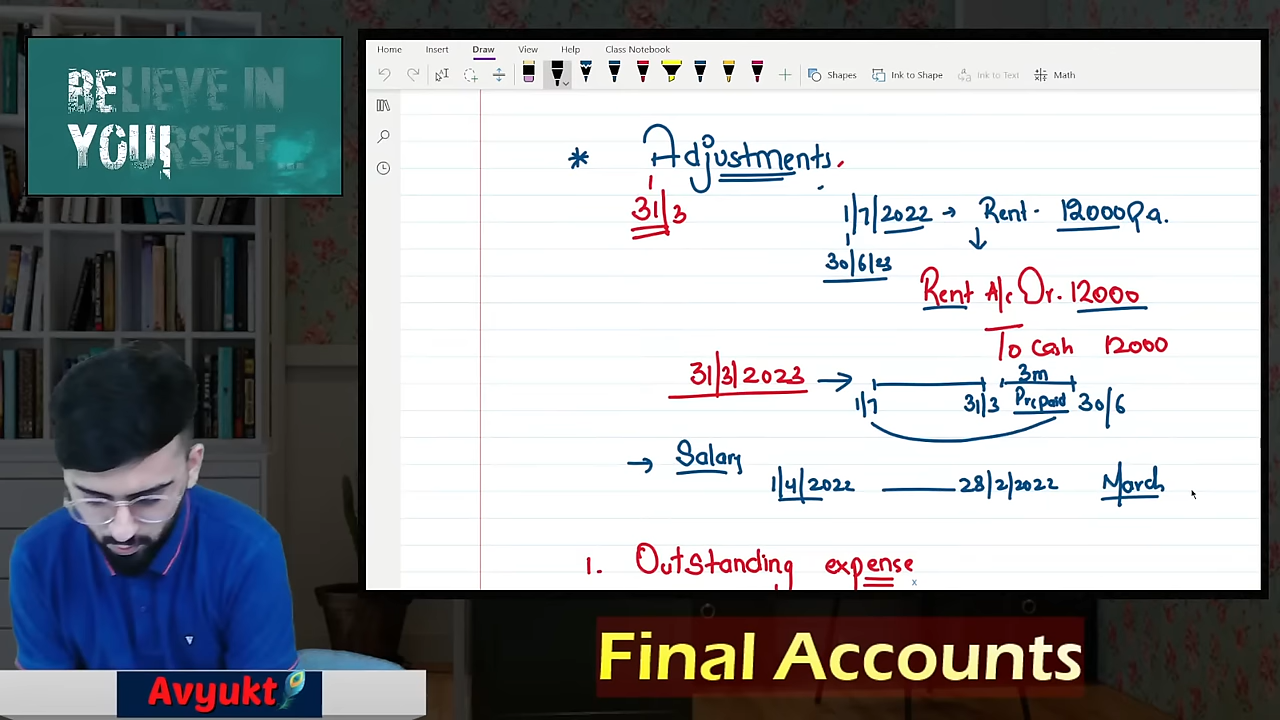 BELIEVE IN
YOURSELF...
Home Insert Draw View Help Class Notebook
Shapes Ink to Shape Ink to Text Math
* Adjustments.
31/3
1/7/2022 → Rent - 12000 p.a.
30/6/23
Rent A/c Dr. 12000
To Cash 12000
31/3/2023 →
3m
1/7 31/3 Prepaid 30/6
→ Salary
1/4/2022 — 28/2/2022 March
1. Outstanding expense
x
Final Accounts
Avyukt